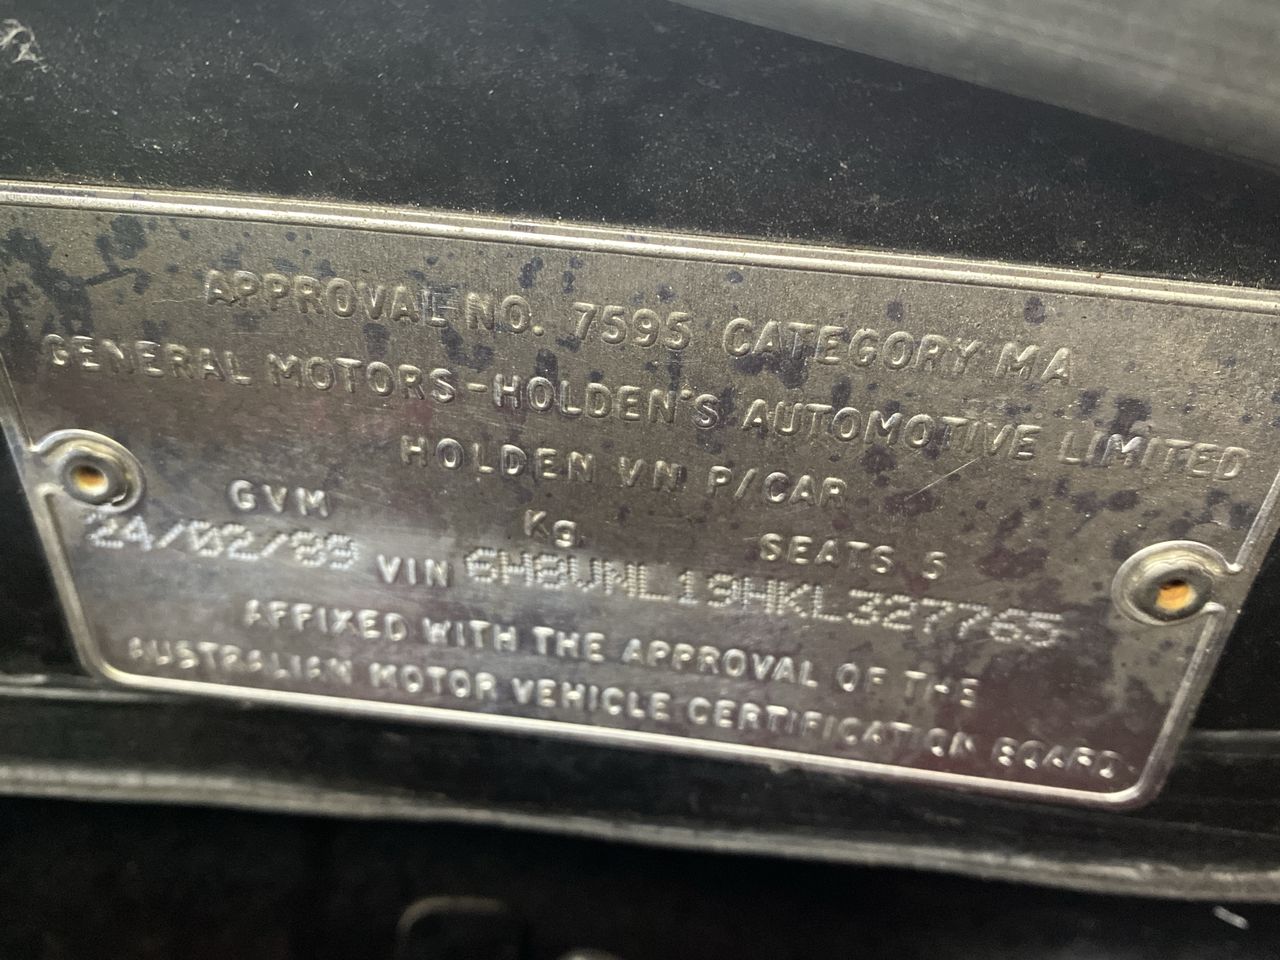 APPROVAL NO. 7595 CATEGORY MA
GENERAL MOTORS-HOLDEN'S AUTOMOTIVE LIMITED
HOLDEN VN P/CAR
GVM Kg SEATS 5
24/02/89 VIN 6H8VNL19HKL327765
AFFIXED WITH THE APPROVAL OF THE
AUSTRALIAN MOTOR VEHICLE CERTIFICATION BOARD